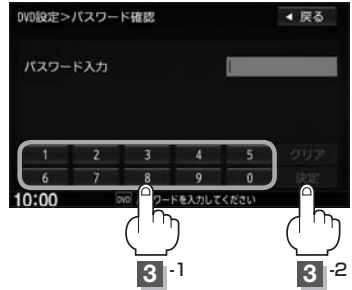 DVD設定＞パスワード確認 ◀ 戻る
パスワード入力
1 2 3 4 5 クリア
6 7 8 9 0 決定
10:00 DVD ワードを入力してください
3 -1 3 -2